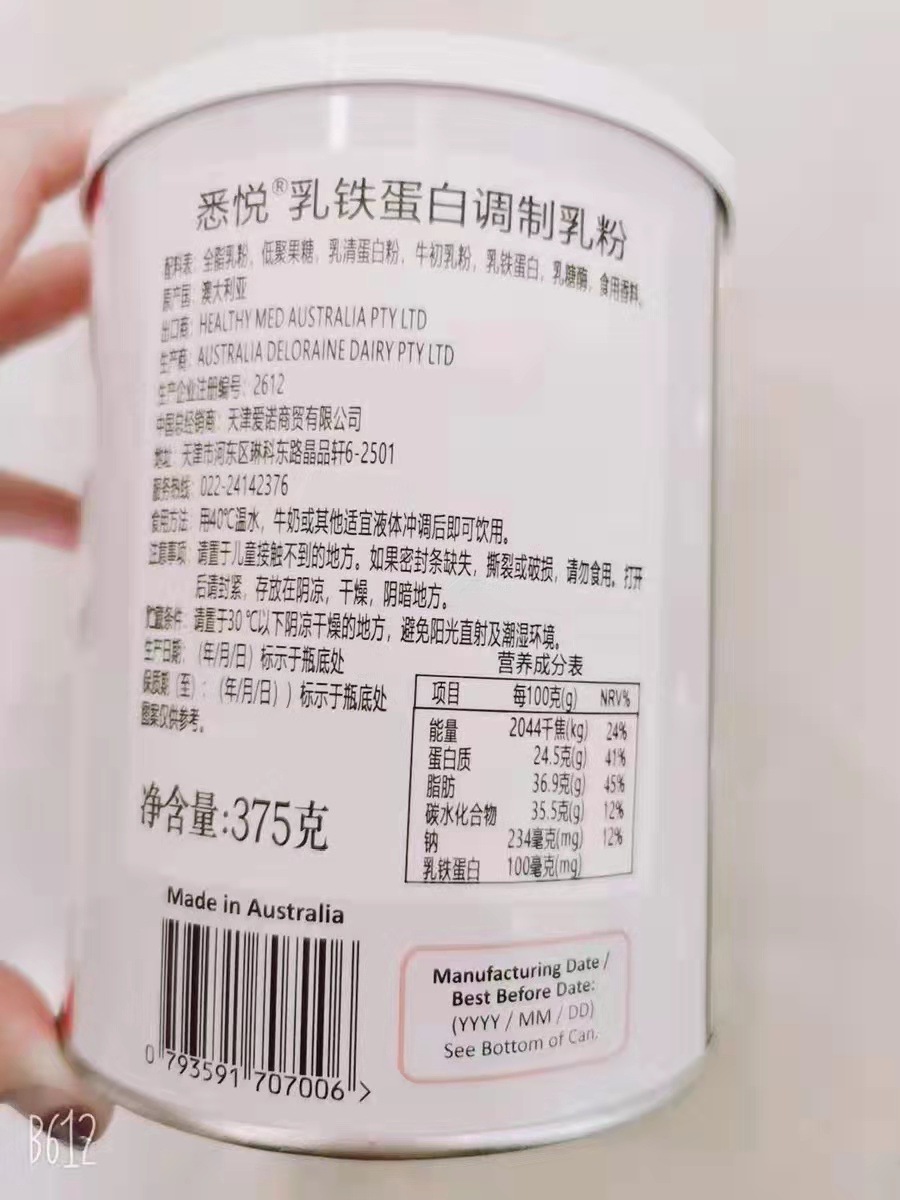 悉悦®乳铁蛋白调制乳粉
配料表: 全脂乳粉, 低聚果糖, 乳清蛋白粉, 牛初乳粉, 乳铁蛋白, 乳糖酶, 食用香料。
原产国: 澳大利亚
出口商: HEALTHY MED AUSTRALIA PTY LTD
生产商: AUSTRALIA DELORAINE DAIRY PTY LTD
生产企业注册编号: 2612
中国总经销商: 天津爱诺商贸有限公司
地址: 天津市河东区琳科东路晶品轩6-2501
服务热线: 022-24142376
食用方法: 用40℃温水, 牛奶或其他适宜液体冲调后即可饮用。
注意事项: 请置于儿童接触不到的地方。如果密封条缺失, 撕裂或破损, 请勿食用。打开
后请封紧, 存放在阴凉, 干燥, 阴暗地方。
贮藏条件: 请置于30℃以下阴凉干燥的地方, 避免阳光直射及潮湿环境。
生产日期: (年/月/日) 标示于瓶底处
保质期 (至) : (年/月/日) ) 标示于瓶底处
图案仅供参考。
营养成分表
项目 每100克(g) NRV%
能量 2044千焦(kg) 24%
蛋白质 24.5克(g) 41%
脂肪 36.9克(g) 45%
碳水化合物 35.5克(g) 12%
钠 234毫克(mg) 12%
乳铁蛋白 100毫克(mg)
净含量:375克
Made in Australia
0 793591 707006 >
Manufacturing Date /
Best Before Date:
(YYYY / MM / DD)
See Bottom of Can.
B612